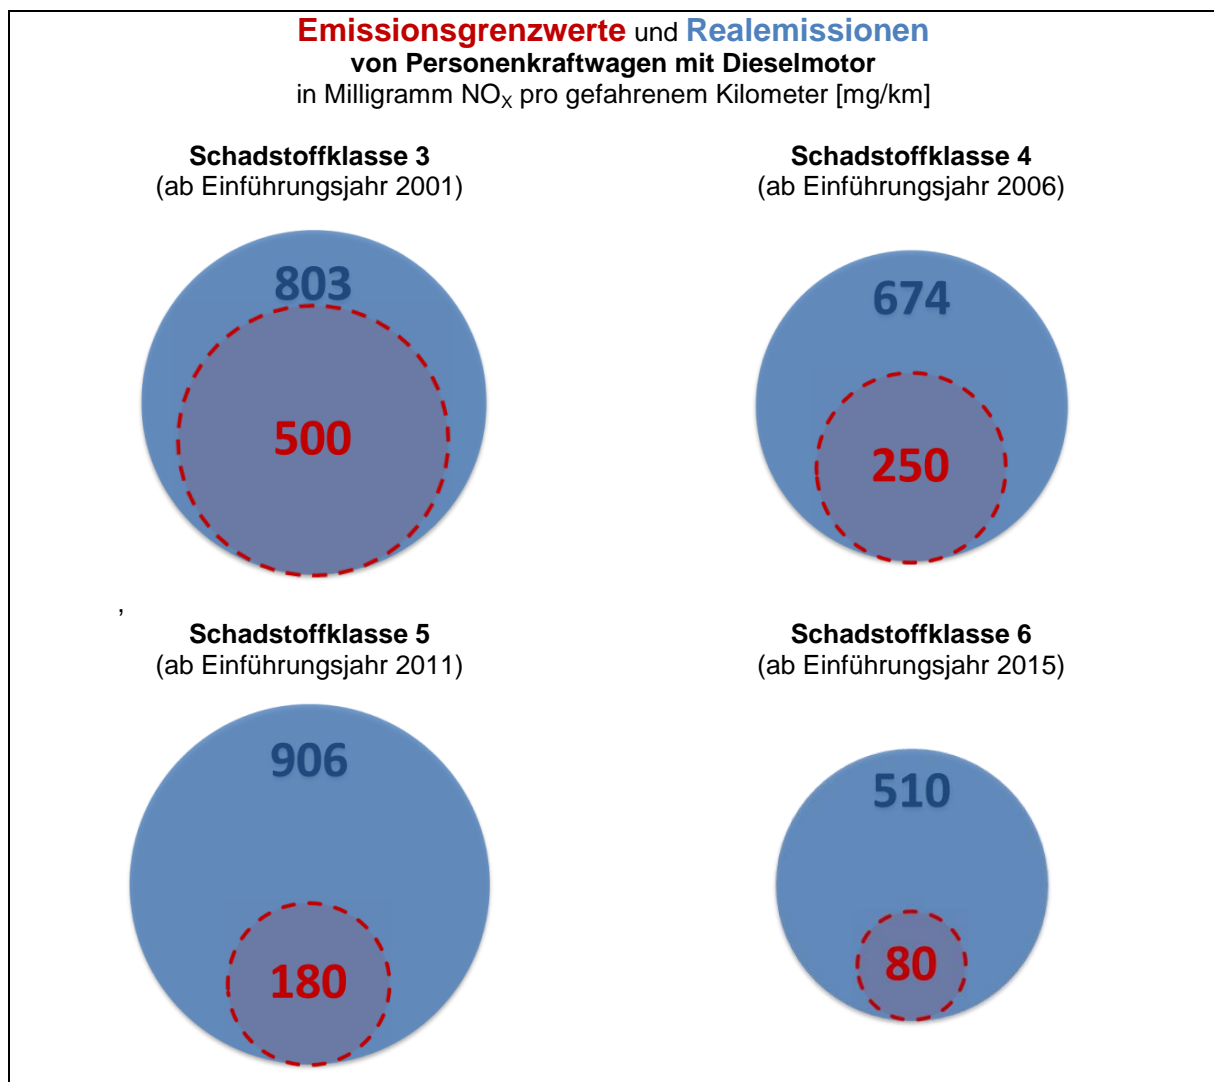 Emissionsgrenzwerte und Realemissionen
von Personenkraftwagen mit Dieselmotor
in Milligramm NOX pro gefahrenem Kilometer [mg/km]
Schadstoffklasse 3
(ab Einführungsjahr 2001)
803
500
Schadstoffklasse 4
(ab Einführungsjahr 2006)
674
250
,
Schadstoffklasse 5
(ab Einführungsjahr 2011)
906
180
Schadstoffklasse 6
(ab Einführungsjahr 2015)
510
80